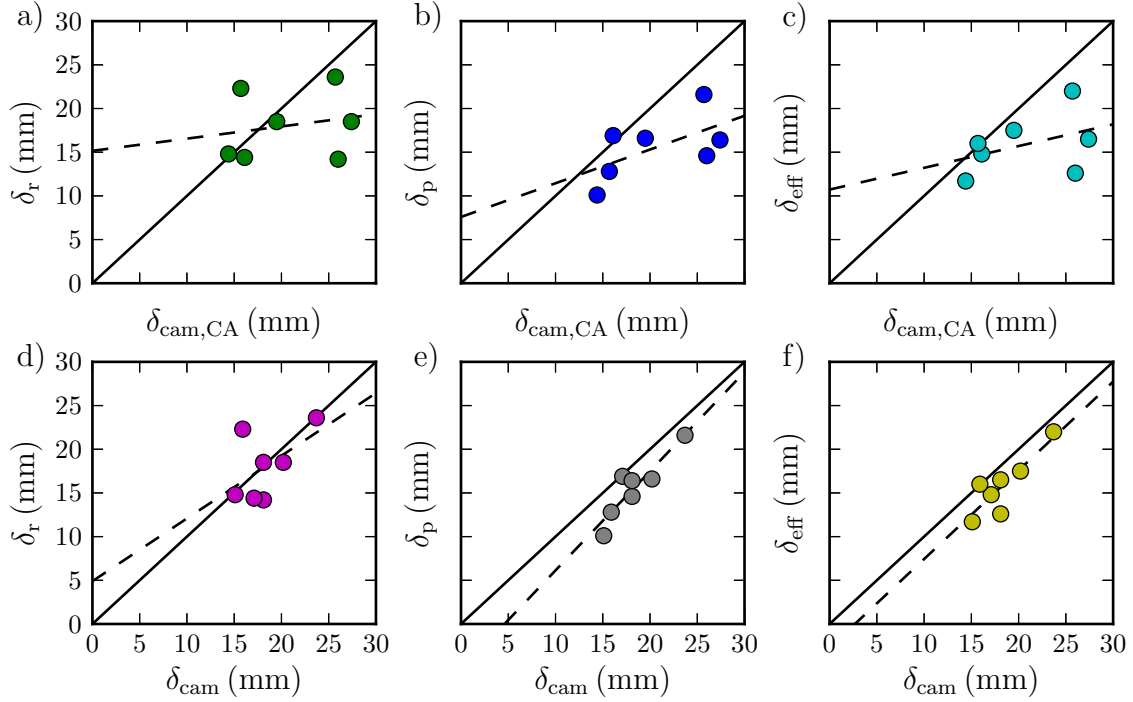 a)
30
25
20
15
10
5
0
δr (mm)
δcam,CA (mm)
b)
δp (mm)
δcam,CA (mm)
c)
δeff (mm)
δcam,CA (mm)
d)
30
25
20
15
10
5
0
δr (mm)
0 5 10 15 20 25 30
δcam (mm)
e)
δp (mm)
0 5 10 15 20 25 30
δcam (mm)
f)
δeff (mm)
0 5 10 15 20 25 30
δcam (mm)